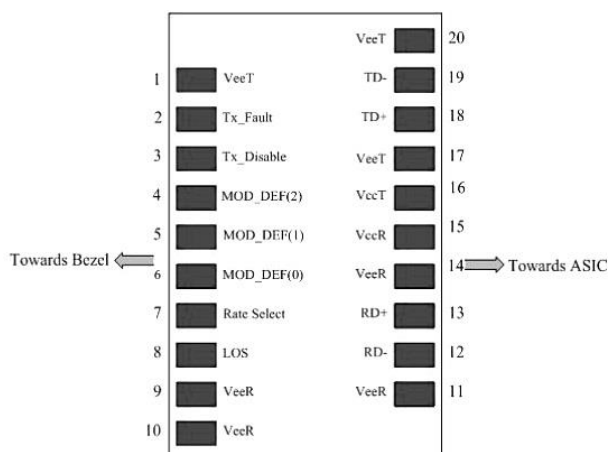 VeeT 20
1 VeeT TD- 19
2 Tx_Fault TD+ 18
3 Tx_Disable VeeT 17
4 MOD_DEF(2) VccT 16
5 MOD_DEF(1) VccR 15
Towards Bezel 6 MOD_DEF(0) VeeR 14 Towards ASIC
7 Rate Select RD+ 13
8 LOS RD- 12
9 VeeR VeeR 11
10 VeeR